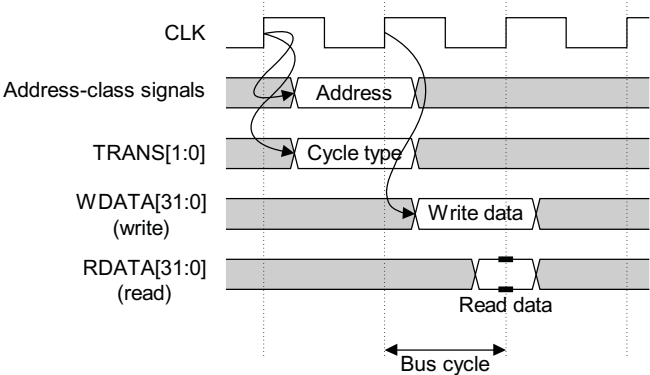 CLK
Address-class signals
Address
TRANS[1:0]
Cycle type
WDATA[31:0]
(write)
Write data
RDATA[31:0]
(read)
Read data
Bus cycle